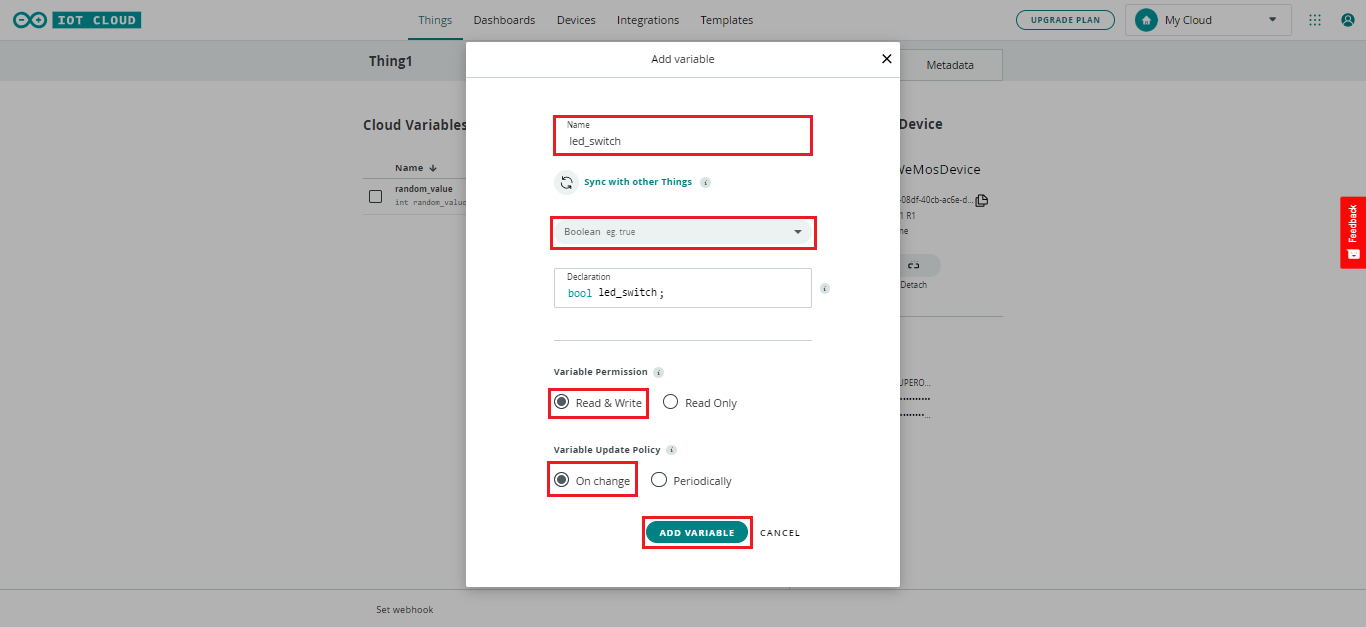 IOT CLOUD
Things Dashboards Devices Integrations Templates
UPGRADE PLAN
My Cloud
Thing1
Metadata
Add variable
Cloud Variables
Name
random_value
int random_value
Name
led_switch
Sync with other Things
Boolean eg. true
Declaration
bool led_switch;
Variable Permission
Read & Write Read Only
Variable Update Policy
On change Periodically
ADD VARIABLE CANCEL
Device
WeMosDevice
-08df-40cb-ac6e-d...
1 R1
ne
Detach
UPERO...
Feedback
Set webhook